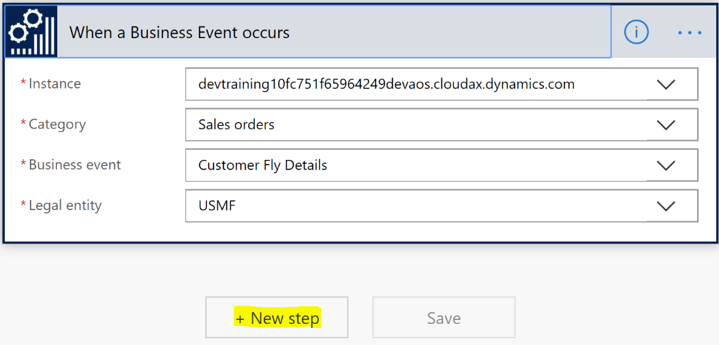 When a Business Event occurs
* Instance devtraining10fc751f65964249devaos.cloudax.dynamics.com
* Category Sales orders
* Business event Customer Fly Details
* Legal entity USMF
+ New step Save